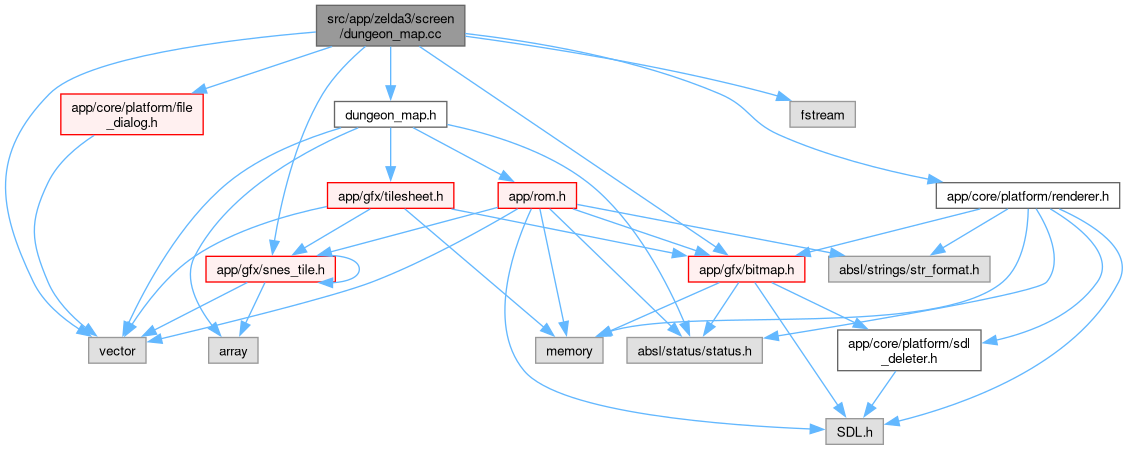 src/app/zelda3/screen
/dungeon_map.cc
app/core/platform/file
_dialog.h
dungeon_map.h
fstream
app/gfx/tilesheet.h
app/rom.h
app/core/platform/renderer.h
app/gfx/snes_tile.h
app/gfx/bitmap.h
absl/strings/str_format.h
vector
array
memory
absl/status/status.h
app/core/platform/sdl
_deleter.h
SDL.h